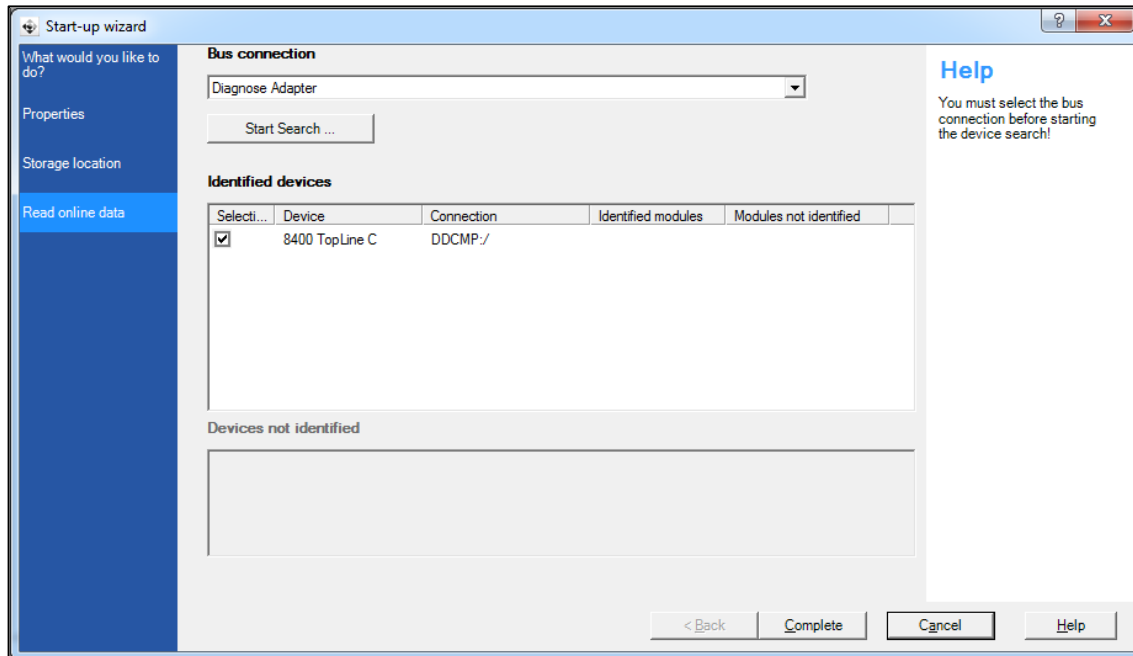 Start-up wizard
?
What would you like to
do?
Properties
Storage location
Read online data
Bus connection
Diagnose Adapter
Start Search ...
Identified devices
Selecti... Device Connection Identified modules Modules not identified
8400 TopLine C DDCMP:/
Devices not identified
< Back Complete Cancel Help
Help
You must select the bus
connection before starting
the device search!